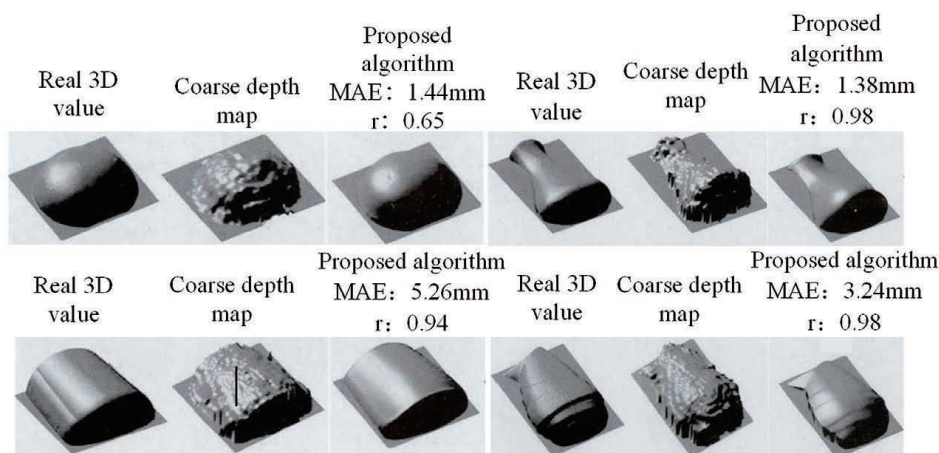 Real 3D
value
Coarse depth
map
Proposed
algorithm
MAE: 1.44mm
r: 0.65
Real 3D
value
Coarse depth
map
Proposed
algorithm
MAE: 1.38mm
r: 0.98
Real 3D
value
Coarse depth
map
Proposed algorithm
MAE: 5.26mm
r: 0.94
Real 3D
value
Coarse depth
map
Proposed algorithm
MAE: 3.24mm
r: 0.98